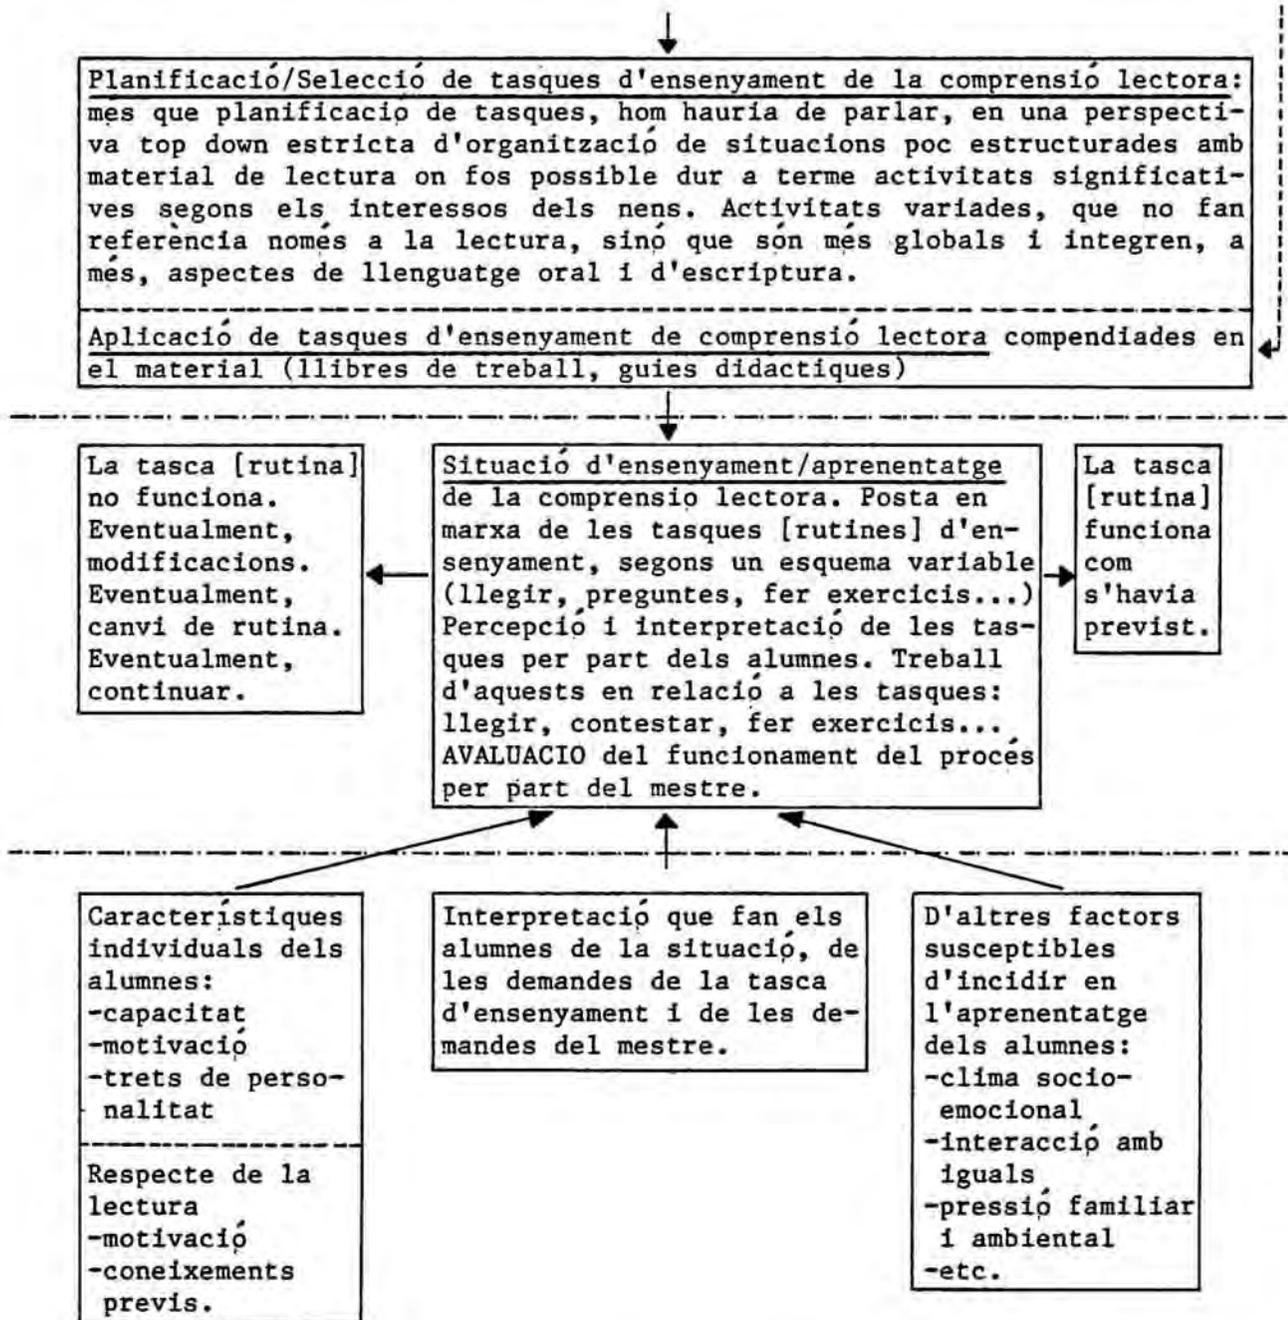 Planificació/Selecció de tasques d'ensenyament de la comprensió lectora:
més que planificació de tasques, hom hauria de parlar, en una perspecti-
va top down estricta d'organització de situacions poc estructurades amb
material de lectura on fos possible dur a terme activitats significati-
ves segons els interessos dels nens. Activitats variades, que no fan
referència només a la lectura, sinó que són més globals i integren, a
més, aspectes de llenguatge oral i d'escriptura.
Aplicació de tasques d'ensenyament de comprensió lectora compendiades en
el material (llibres de treball, guies didactiques)
La tasca [rutina]
no funciona.
Eventualment,
modificacions.
Eventualment,
canvi de rutina.
Eventualment,
continuar.
Situació d'ensenyament/aprenentatge
de la comprensio lectora. Posta en
marxa de les tasques [rutines] d'en-
senyament, segons un esquema variable
(llegir, preguntes, fer exercicis...)
Percepció i interpretació de les tas-
ques per part dels alumnes. Treball
d'aquests en relació a les tasques:
llegir, contestar, fer exercicis...
AVALUACIO del funcionament del procés
per part del mestre.
La tasca
[rutina]
funciona
com
s'havia
previst.
Característiques
individuals dels
alumnes:
-capacitat
-motivació
-trets de perso-
nalitat
Respecte de la
lectura
-motivació
-coneixements
previs.
Interpretació que fan els
alumnes de la situació, de
les demandes de la tasca
d'ensenyament i de les de-
mandes del mestre.
D'altres factors
susceptibles
d'incidir en
l'aprenentatge
dels alumnes:
-clima socio-
emocional
-interacció amb
iguals
-pressió familiar
i ambiental
-etc.